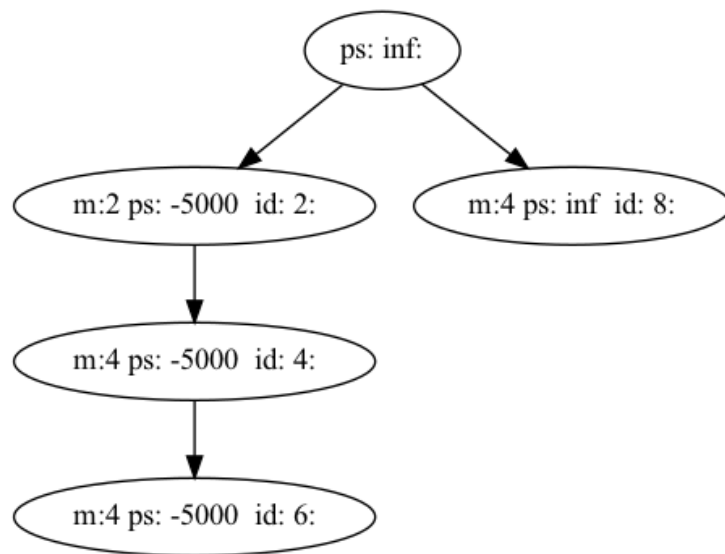 ps: inf:
m:2 ps: -5000  id: 2:
m:4 ps: inf  id: 8:
m:4 ps: -5000  id: 4:
m:4 ps: -5000  id: 6: